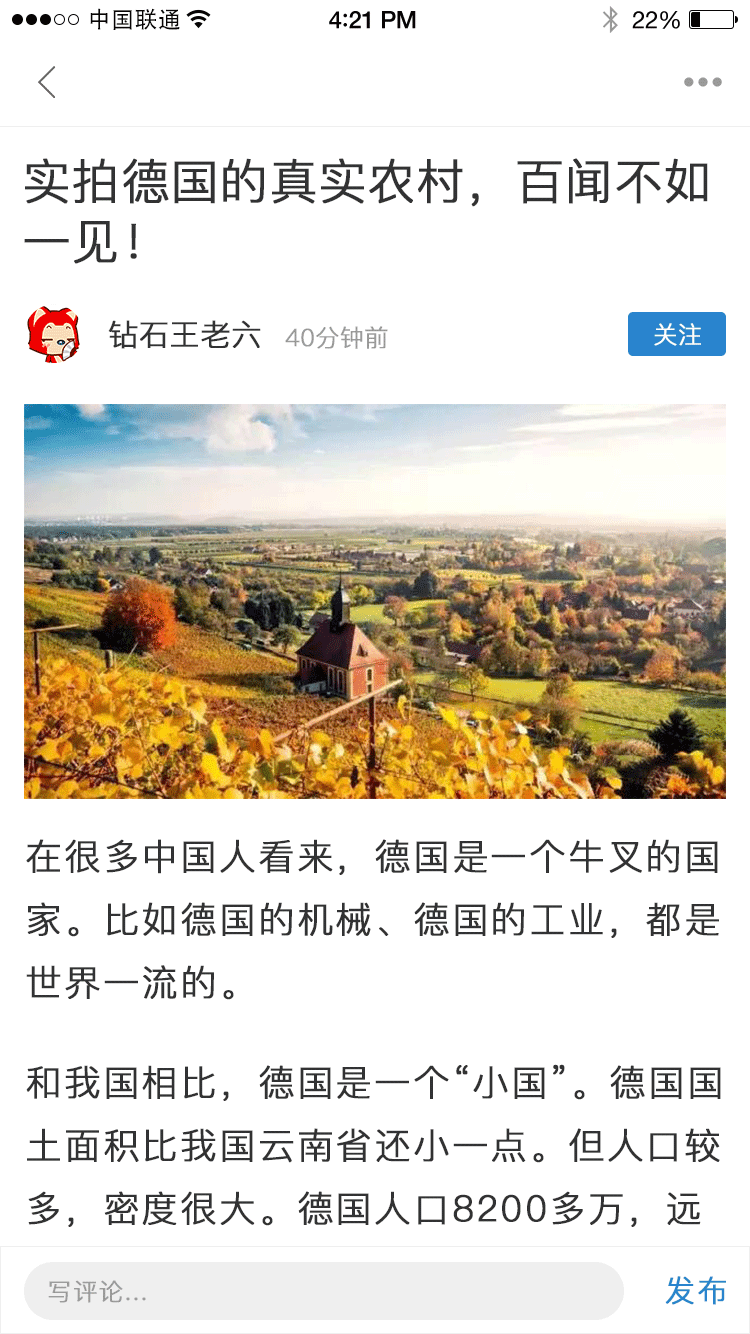 中国联通 4:21 PM 22%
实拍德国的真实农村，百闻不如
一见！
钻石王老六 40分钟前 关注
在很多中国人看来，德国是一个牛叉的国
家。比如德国的机械、德国的工业，都是
世界一流的。
和我国相比，德国是一个“小国”。德国国
土面积比我国云南省还小一点。但人口较
多，密度很大。德国人口8200多万，远
写评论... 发布